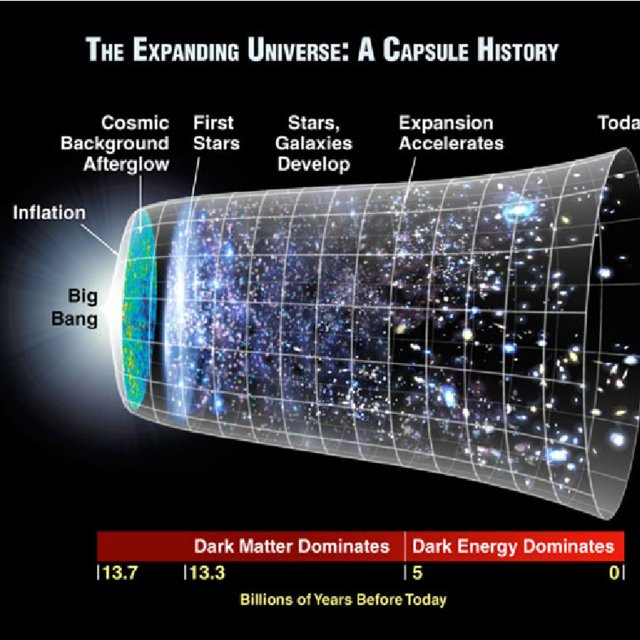 The Expanding Universe: A Capsule History
Cosmic
Background
Afterglow
First
Stars
Stars,
Galaxies
Develop
Expansion
Accelerates
Toda
Inflation
Big
Bang
Dark Matter Dominates
Dark Energy Dominates
13.7
13.3
5
0
Billions of Years Before Today